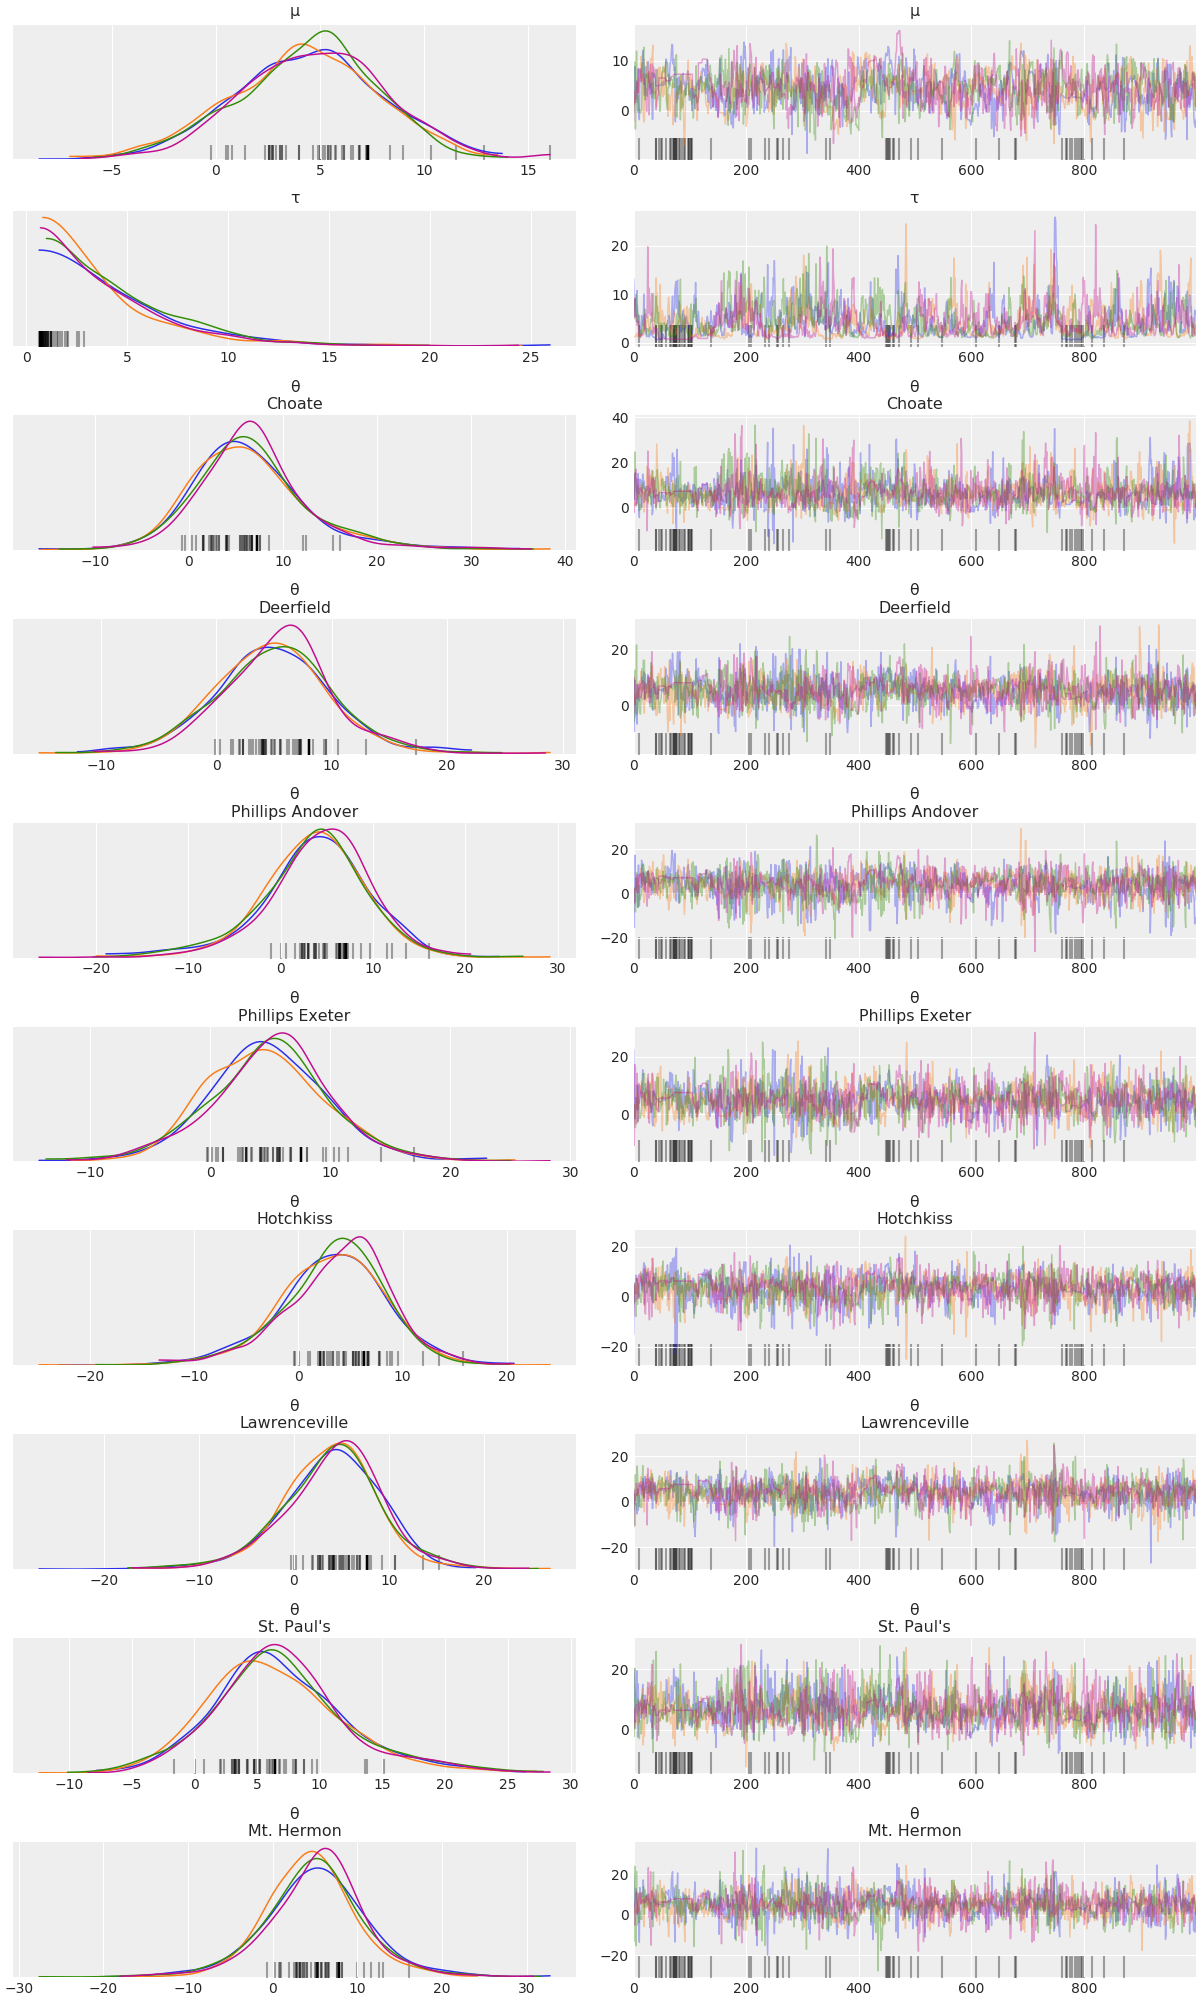 μ
μ
−5 0 5 10 15
10
0
0 200 400 600 800
τ
τ
0 5 10 15 20 25
20
10
0
0 200 400 600 800
θ
Choate
θ
Choate
−10 0 10 20 30 40
40
20
0
0 200 400 600 800
θ
Deerfield
θ
Deerfield
−10 0 10 20 30
20
0
0 200 400 600 800
θ
Phillips Andover
θ
Phillips Andover
−20 −10 0 10 20 30
20
0
−20
0 200 400 600 800
θ
Phillips Exeter
θ
Phillips Exeter
−10 0 10 20 30
20
0
0 200 400 600 800
θ
Hotchkiss
θ
Hotchkiss
−20 −10 0 10 20
20
0
−20
0 200 400 600 800
θ
Lawrenceville
θ
Lawrenceville
−20 −10 0 10 20
20
0
−20
0 200 400 600 800
θ
St. Paul's
θ
St. Paul's
−10 −5 0 5 10 15 20 25 30
20
0
0 200 400 600 800
θ
Mt. Hermon
θ
Mt. Hermon
−30 −20 −10 0 10 20 30
20
0
−20
0 200 400 600 800